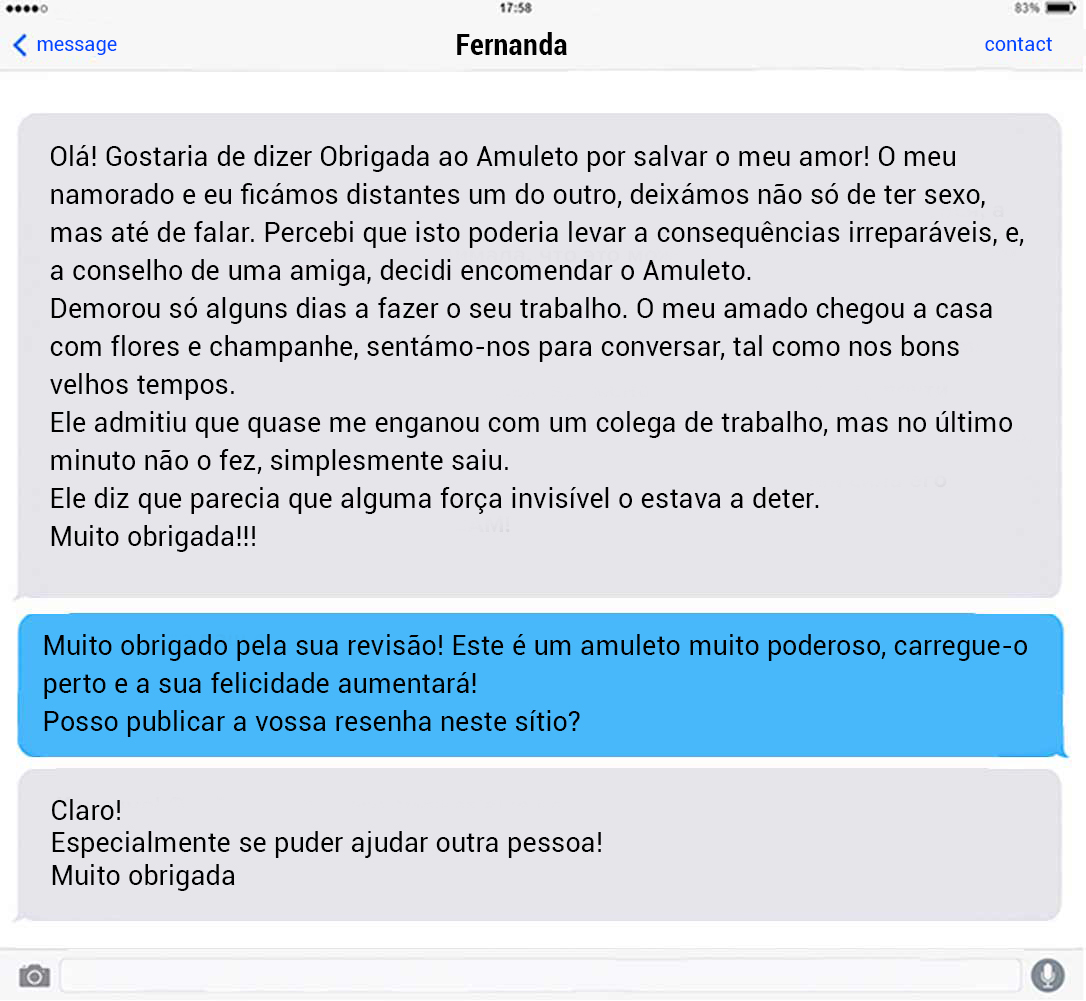 17:58
83%
message
Fernanda
contact
Olá! Gostaria de dizer Obrigada ao Amuleto por salvar o meu amor! O meu
namorado e eu ficámos distantes um do outro, deixámos não só de ter sexo,
mas até de falar. Percebi que isto poderia levar a consequências irreparáveis, e,
a conselho de uma amiga, decidi encomendar o Amuleto.
Demorou só alguns dias a fazer o seu trabalho. O meu amado chegou a casa
com flores e champanhe, sentámo-nos para conversar, tal como nos bons
velhos tempos.
Ele admitiu que quase me enganou com um colega de trabalho, mas no último
minuto não o fez, simplesmente saiu.
Ele diz que parecia que alguma força invisível o estava a deter.
Muito obrigada!!!
Muito obrigado pela sua revisão! Este é um amuleto muito poderoso, carregue-o
perto e a sua felicidade aumentará!
Posso publicar a vossa resenha neste sítio?
Claro!
Especialmente se puder ajudar outra pessoa!
Muito obrigada